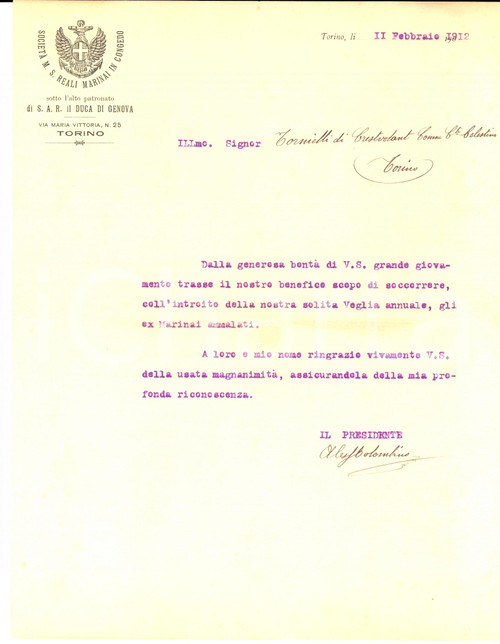 SOCIETÀ M. S. REALI MARINAI IN CONGEDO
sotto l'alto patronato
di S. A. R. il DUCA DI GENOVA
VIA MARIA VITTORIA, N. 25
TORINO
Torino, li 11 Febbraio 1912
ILLmo. Signor Tornielli di Crestvolant Comm. Cte Celestino
Torino
Dalla generosa bontà di V.S. grande giova-
mento trasse il nostro benefico scopo di soccorrere,
coll'introito della nostra solita Veglia annuale, gli
ex Marinai ammalati.
A loro e mio nome ringrazio vivamente V.S.
della usata magnanimità, assicurandola della mia pro-
fonda riconoscenza.
IL PRESIDENTE